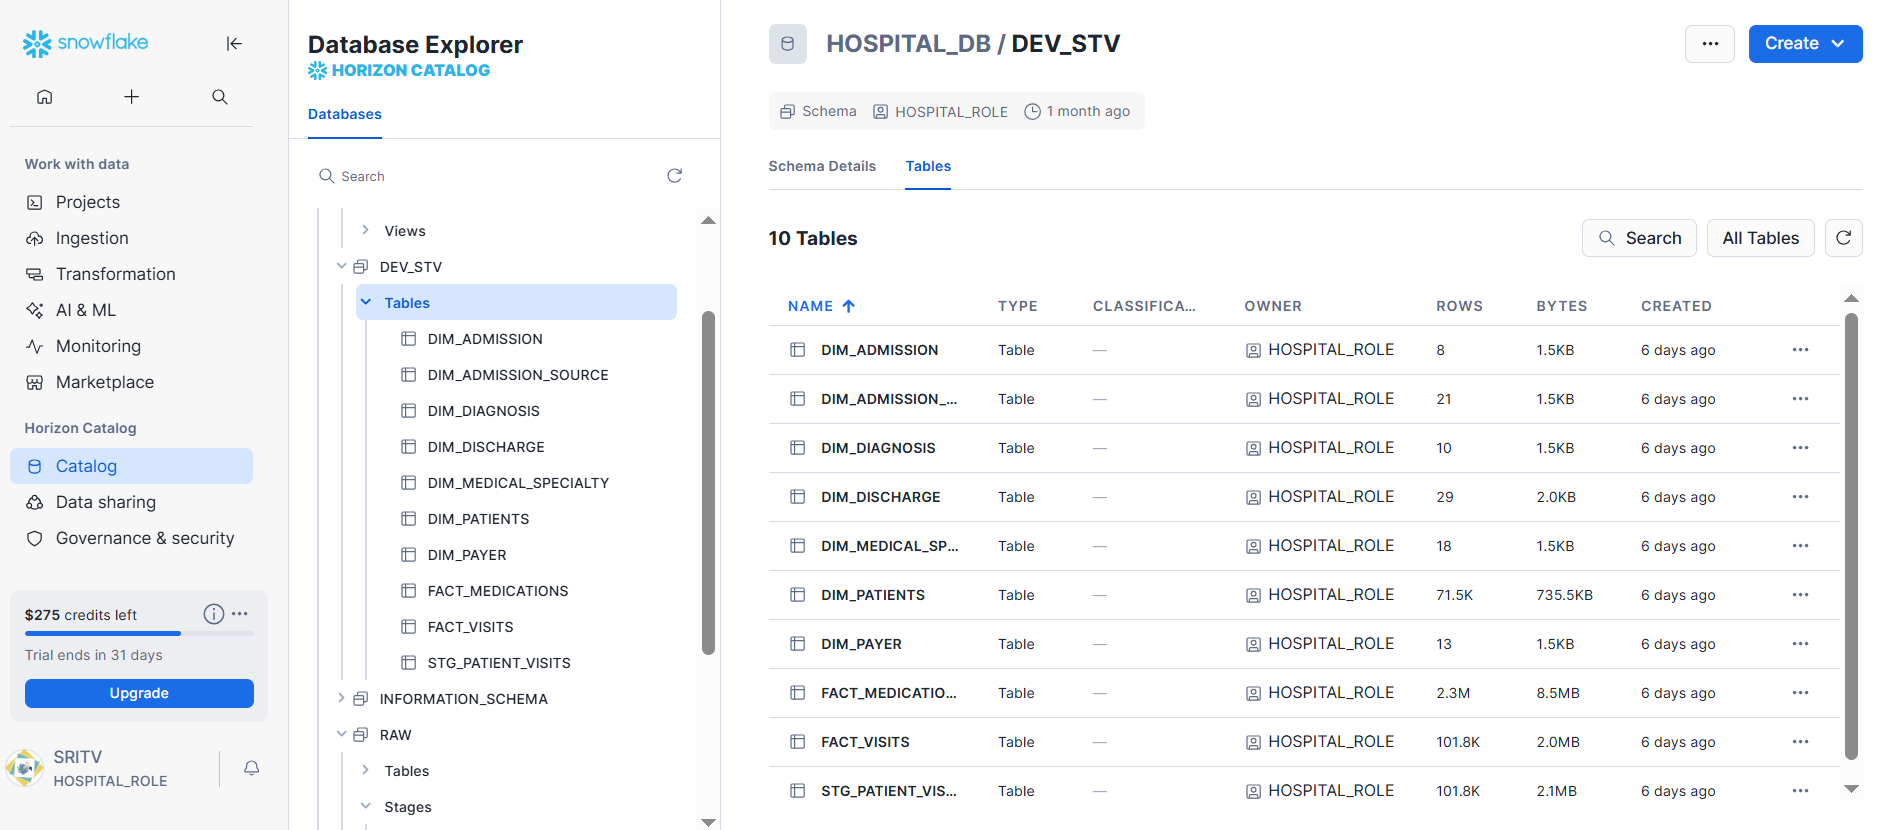 snowflake
Work with data
Projects
Ingestion
Transformation
AI & ML
Monitoring
Marketplace
Horizon Catalog
Catalog
Data sharing
Governance & security
$275 credits left
Trial ends in 31 days
Upgrade
SRITV
HOSPITAL_ROLE
Database Explorer
HORIZON CATALOG
Databases
Search
Views
DEV_STV
Tables
DIM_ADMISSION
DIM_ADMISSION_SOURCE
DIM_DIAGNOSIS
DIM_DISCHARGE
DIM_MEDICAL_SPECIALTY
DIM_PATIENTS
DIM_PAYER
FACT_MEDICATIONS
FACT_VISITS
STG_PATIENT_VISITS
INFORMATION_SCHEMA
RAW
Tables
Stages
HOSPITAL_DB / DEV_STV
Create
Schema HOSPITAL_ROLE 1 month ago
Schema Details Tables
10 Tables
Search All Tables
NAME TYPE CLASSIFICA... OWNER ROWS BYTES CREATED
DIM_ADMISSION Table — HOSPITAL_ROLE 8 1.5KB 6 days ago
DIM_ADMISSION_... Table — HOSPITAL_ROLE 21 1.5KB 6 days ago
DIM_DIAGNOSIS Table — HOSPITAL_ROLE 10 1.5KB 6 days ago
DIM_DISCHARGE Table — HOSPITAL_ROLE 29 2.0KB 6 days ago
DIM_MEDICAL_SP... Table — HOSPITAL_ROLE 18 1.5KB 6 days ago
DIM_PATIENTS Table — HOSPITAL_ROLE 71.5K 735.5KB 6 days ago
DIM_PAYER Table — HOSPITAL_ROLE 13 1.5KB 6 days ago
FACT_MEDICATIO... Table — HOSPITAL_ROLE 2.3M 8.5MB 6 days ago
FACT_VISITS Table — HOSPITAL_ROLE 101.8K 2.0MB 6 days ago
STG_PATIENT_VIS... Table — HOSPITAL_ROLE 101.8K 2.1MB 6 days ago